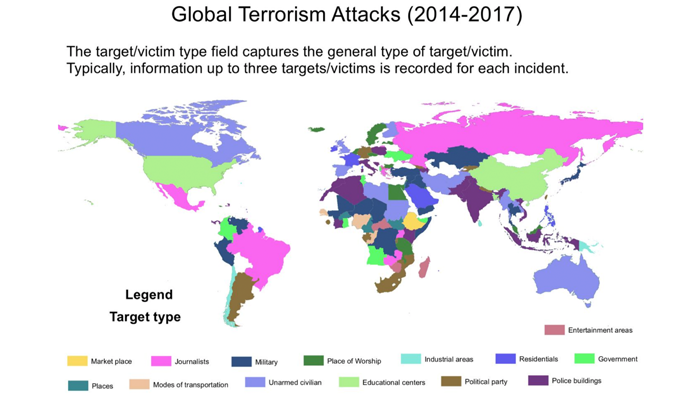 Global Terrorism Attacks (2014-2017)
The target/victim type field captures the general type of target/victim.
Typically, information up to three targets/victims is recorded for each incident.
Legend
Target type
Entertainment areas
Market place
Journalists
Military
Place of Worship
Industrial areas
Residentials
Government
Places
Modes of transportation
Unarmed civilian
Educational centers
Political party
Police buildings